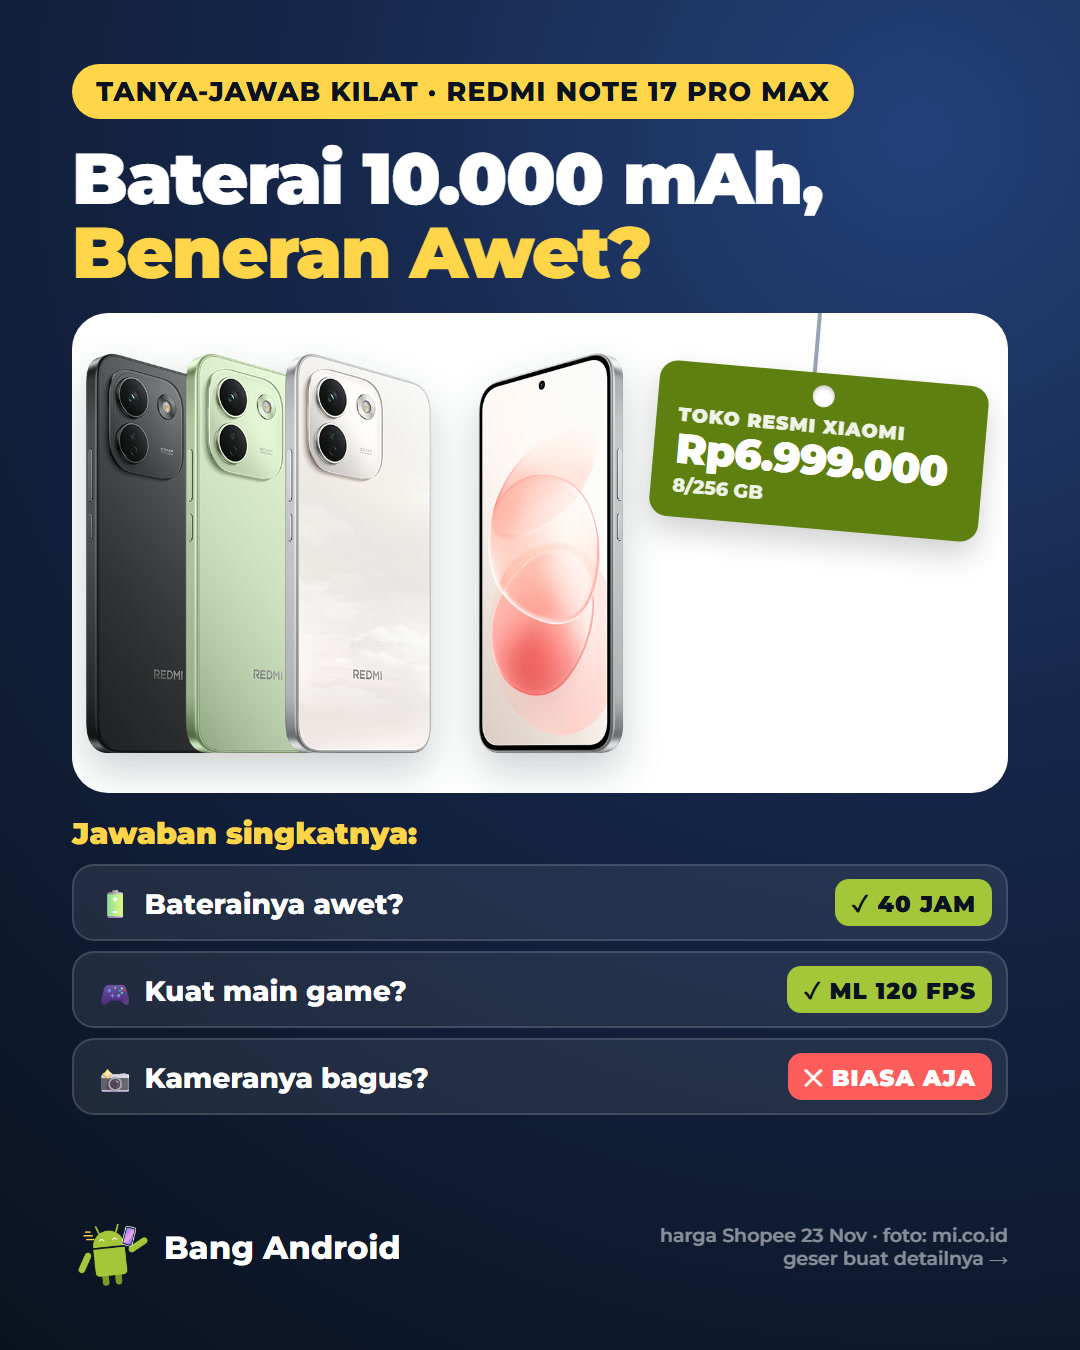 TANYA-JAWAB KILAT · REDMI NOTE 17 PRO MAX
Baterai 10.000 mAh,
Beneran Awet?
TOKO RESMI XIAOMI
Rp6.999.000
8/256 GB
REDMI
REDMI
REDMI
Jawaban singkatnya:
Baterainya awet?
✓ 40 JAM
Kuat main game?
✓ ML 120 FPS
Kameranya bagus?
✕ BIASA AJA
Bang Android
harga Shopee 23 Nov · foto: mi.co.id
geser buat detailnya →